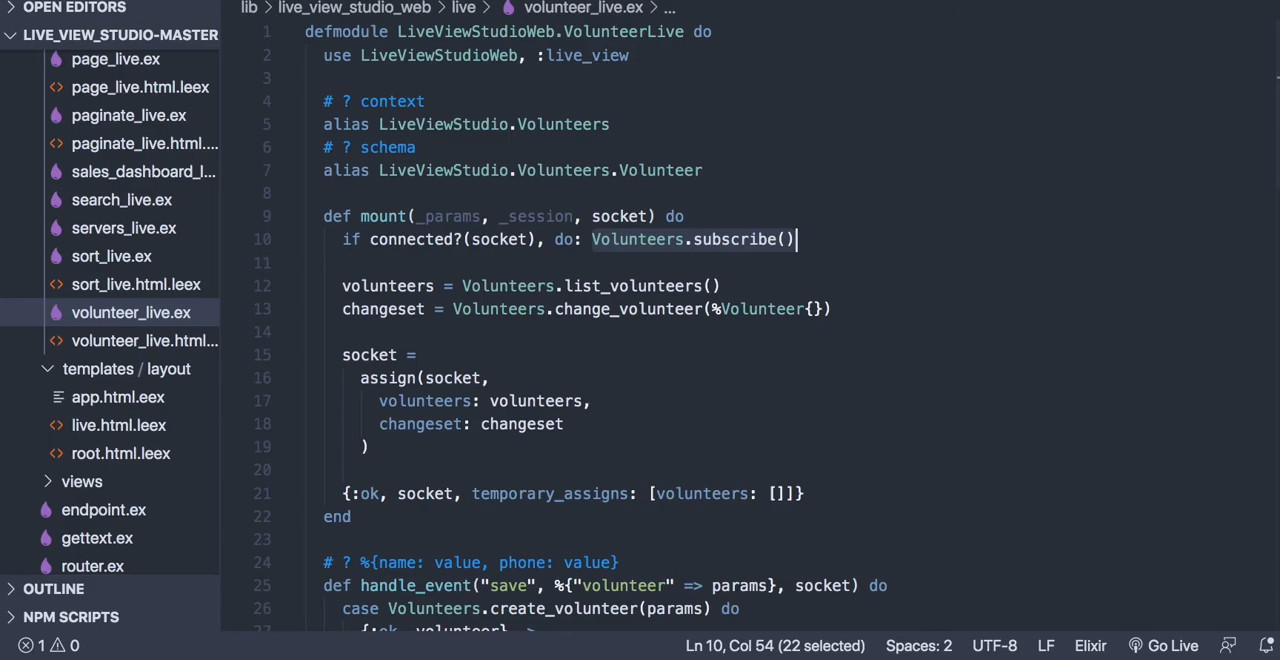 OPEN EDITORS
LIVE_VIEW_STUDIO-MASTER
page_live.ex
page_live.html.leex
paginate_live.ex
paginate_live.html....
sales_dashboard_l...
search_live.ex
servers_live.ex
sort_live.ex
sort_live.html.leex
volunteer_live.ex
volunteer_live.html...
templates / layout
app.html.eex
live.html.leex
root.html.leex
views
endpoint.ex
gettext.ex
router.ex
OUTLINE
NPM SCRIPTS
lib > live_view_studio_web > live > volunteer_live.ex > ...
1 defmodule LiveViewStudioWeb.VolunteerLive do
2 use LiveViewStudioWeb, :live_view
3
4 # ? context
5 alias LiveViewStudio.Volunteers
6 # ? schema
7 alias LiveViewStudio.Volunteers.Volunteer
8
9 def mount(_params, _session, socket) do
10 if connected?(socket), do: Volunteers.subscribe()
11
12 volunteers = Volunteers.list_volunteers()
13 changeset = Volunteers.change_volunteer(%Volunteer{})
14
15 socket =
16 assign(socket,
17 volunteers: volunteers,
18 changeset: changeset
19 )
20
21 {:ok, socket, temporary_assigns: [volunteers: []]}
22 end
23
24 # ? %{name: value, phone: value}
25 def handle_event("save", %{"volunteer" => params}, socket) do
26 case Volunteers.create_volunteer(params) do
27 {:ok, volunteer} ->
1 0 Ln 10, Col 54 (22 selected) Spaces: 2 UTF-8 LF Elixir Go Live